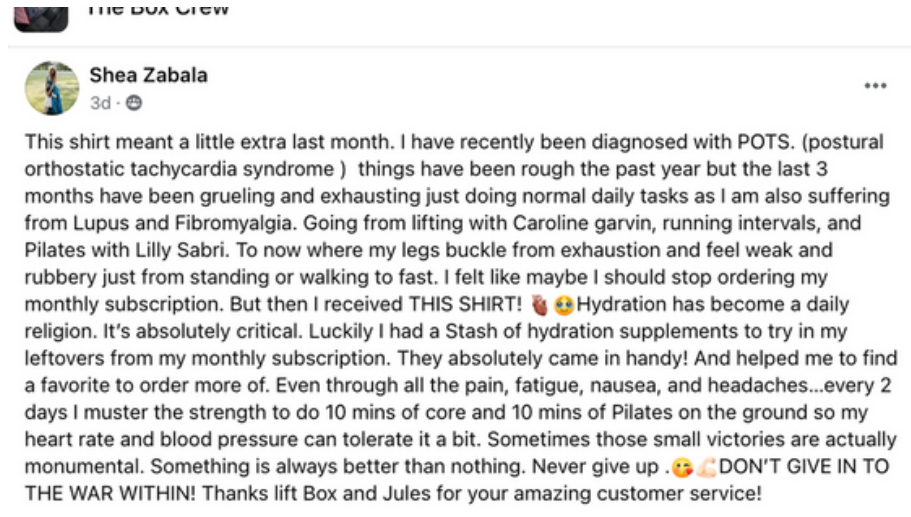 The Box Crew
Shea Zabala
3d ·
This shirt meant a little extra last month. I have recently been diagnosed with POTS. (postural
orthostatic tachycardia syndrome )  things have been rough the past year but the last 3
months have been grueling and exhausting just doing normal daily tasks as I am also suffering
from Lupus and Fibromyalgia. Going from lifting with Caroline garvin, running intervals, and
Pilates with Lilly Sabri. To now where my legs buckle from exhaustion and feel weak and
rubbery just from standing or walking to fast. I felt like maybe I should stop ordering my
monthly subscription. But then I received THIS SHIRT! 🫀🥹Hydration has become a daily
religion. It’s absolutely critical. Luckily I had a Stash of hydration supplements to try in my
leftovers from my monthly subscription. They absolutely came in handy! And helped me to find
a favorite to order more of. Even through all the pain, fatigue, nausea, and headaches...every 2
days I muster the strength to do 10 mins of core and 10 mins of Pilates on the ground so my
heart rate and blood pressure can tolerate it a bit. Sometimes those small victories are actually
monumental. Something is always better than nothing. Never give up .😋💪🏻DON’T GIVE IN TO
THE WAR WITHIN! Thanks lift Box and Jules for your amazing customer service!